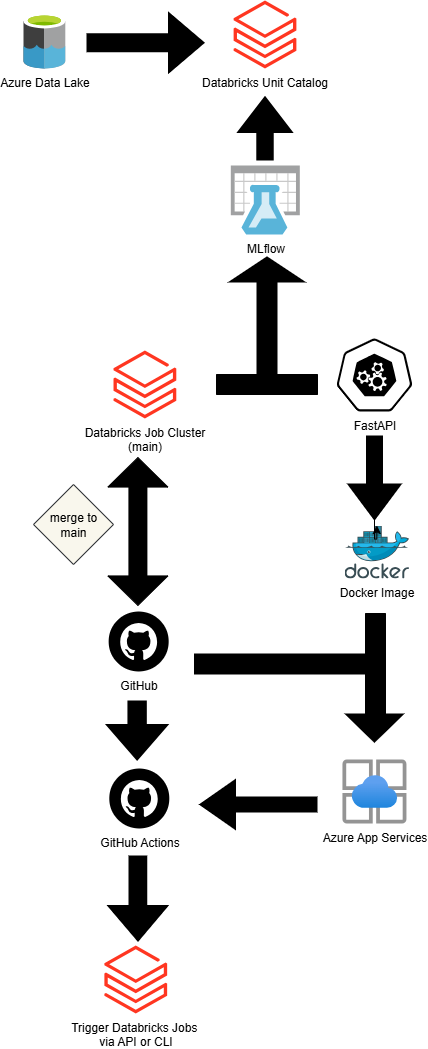 Azure Data Lake
Databricks Unit Catalog
MLflow
Databricks Job Cluster
(main)
FastAPI
merge to
main
docker
Docker Image
GitHub
Azure App Services
GitHub Actions
Trigger Databricks Jobs
via API or CLI